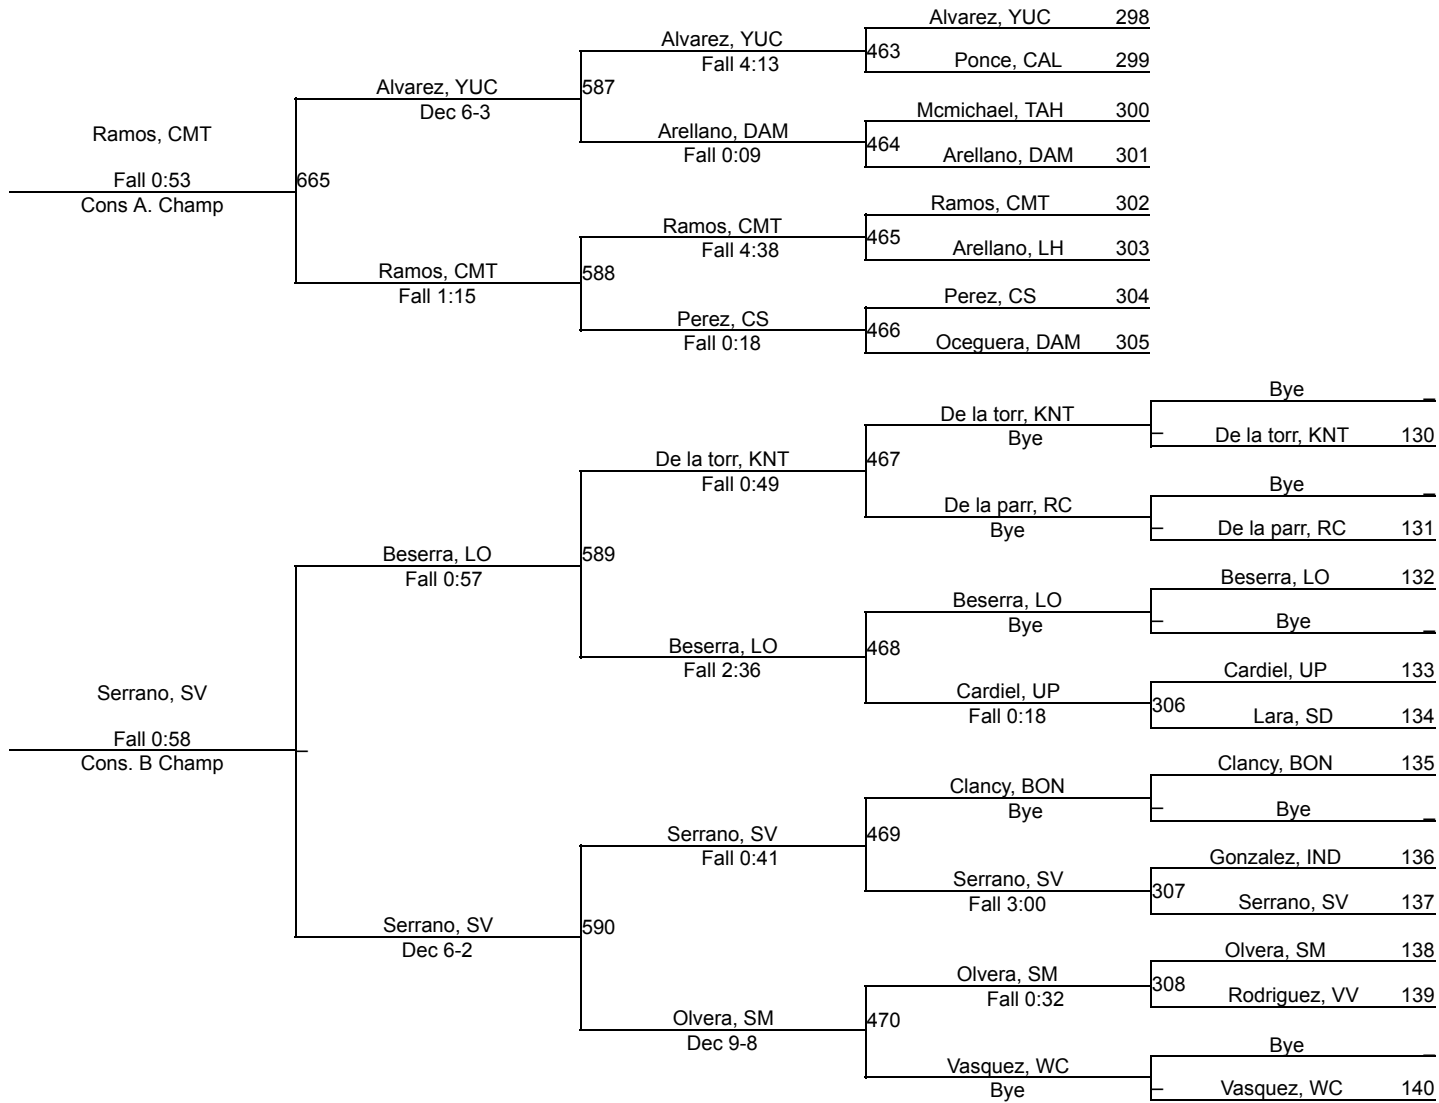 Alvarez, YUC 298
Alvarez, YUC
463
Fall 4:13
Ponce, CAL 299
Alvarez, YUC
587
Dec 6-3
Mcmichael, TAH 300
Arellano, DAM
464
Fall 0:09
Arellano, DAM 301
Ramos, CMT
Fall 0:53
665
Cons A. Champ
Ramos, CMT 302
Ramos, CMT
465
Fall 4:38
Arellano, LH 303
Ramos, CMT
588
Fall 1:15
Perez, CS 304
Perez, CS
466
Fall 0:18
Oceguera, DAM 305
Bye _
De la torr, KNT
Bye
_
De la torr, KNT 130
De la torr, KNT
467
Fall 0:49
Bye _
De la parr, RC
Bye
_
De la parr, RC 131
Beserra, LO
589
Fall 0:57
Beserra, LO 132
Beserra, LO
Bye
_
Bye _
Beserra, LO
468
Fall 2:36
Cardiel, UP 133
Cardiel, UP
306
Fall 0:18
Lara, SD 134
Serrano, SV
Fall 0:58
_
Cons. B Champ
Clancy, BON 135
Clancy, BON
Bye
_
Bye _
Serrano, SV
469
Fall 0:41
Gonzalez, IND 136
Serrano, SV
307
Fall 3:00
Serrano, SV 137
Serrano, SV
590
Dec 6-2
Olvera, SM 138
Olvera, SM
308
Fall 0:32
Rodriguez, VV 139
Olvera, SM
470
Dec 9-8
Bye _
Vasquez, WC
Bye
_
Vasquez, WC 140